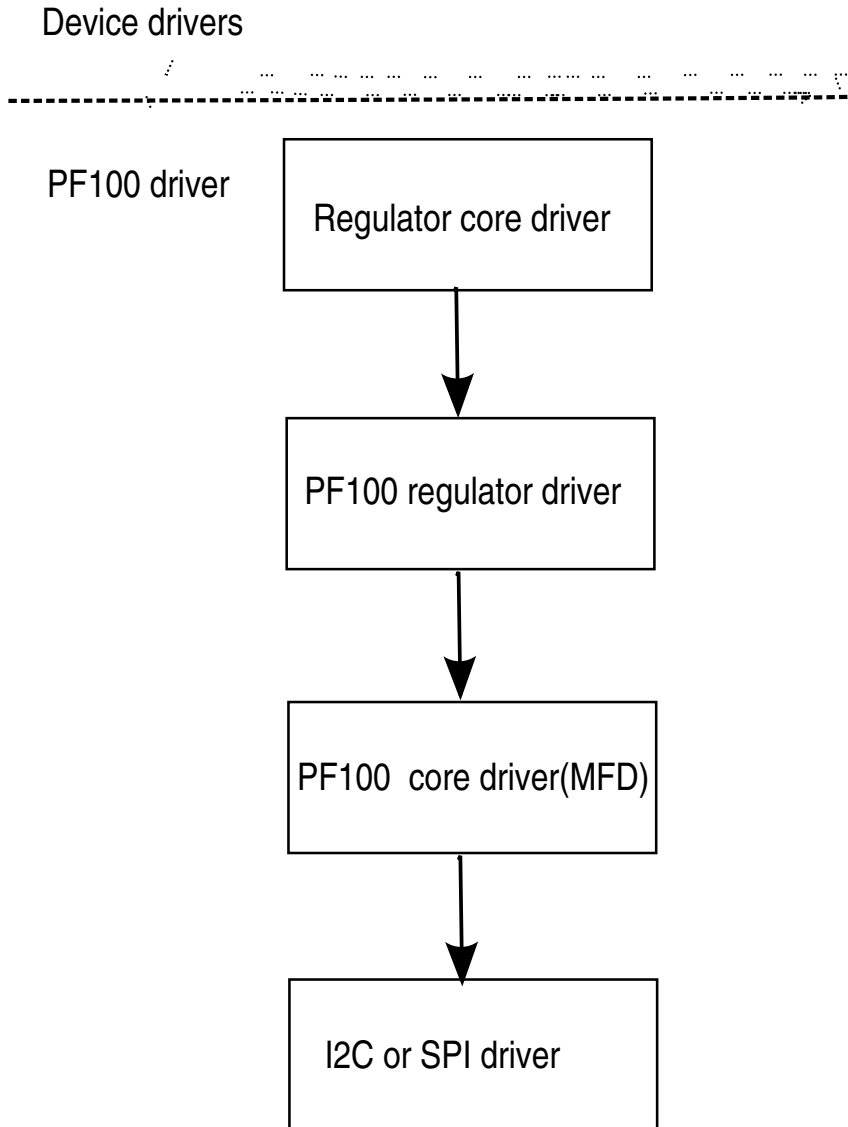 Device drivers
PF100 driver
Regulator core driver
PF100 regulator driver
PF100 core driver(MFD)
I2C or SPI driver